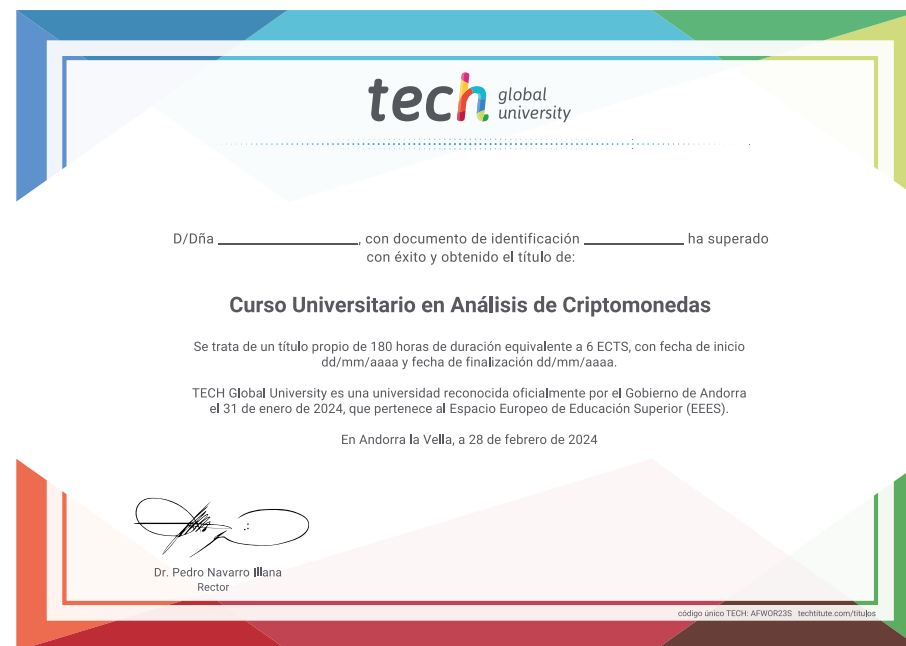 tech global university
D/Dña ____________________, con documento de identificación ______________ ha superado
con éxito y obtenido el título de:
Curso Universitario en Análisis de Criptomonedas
Se trata de un título propio de 180 horas de duración equivalente a 6 ECTS, con fecha de inicio
dd/mm/aaaa y fecha de finalización dd/mm/aaaa.
TECH Global University es una universidad reconocida oficialmente por el Gobierno de Andorra
el 31 de enero de 2024, que pertenece al Espacio Europeo de Educación Superior (EEES).
En Andorra la Vella, a 28 de febrero de 2024
Dr. Pedro Navarro Illana
Rector
código único TECH: AFWOR23S techtitute.com/titulos